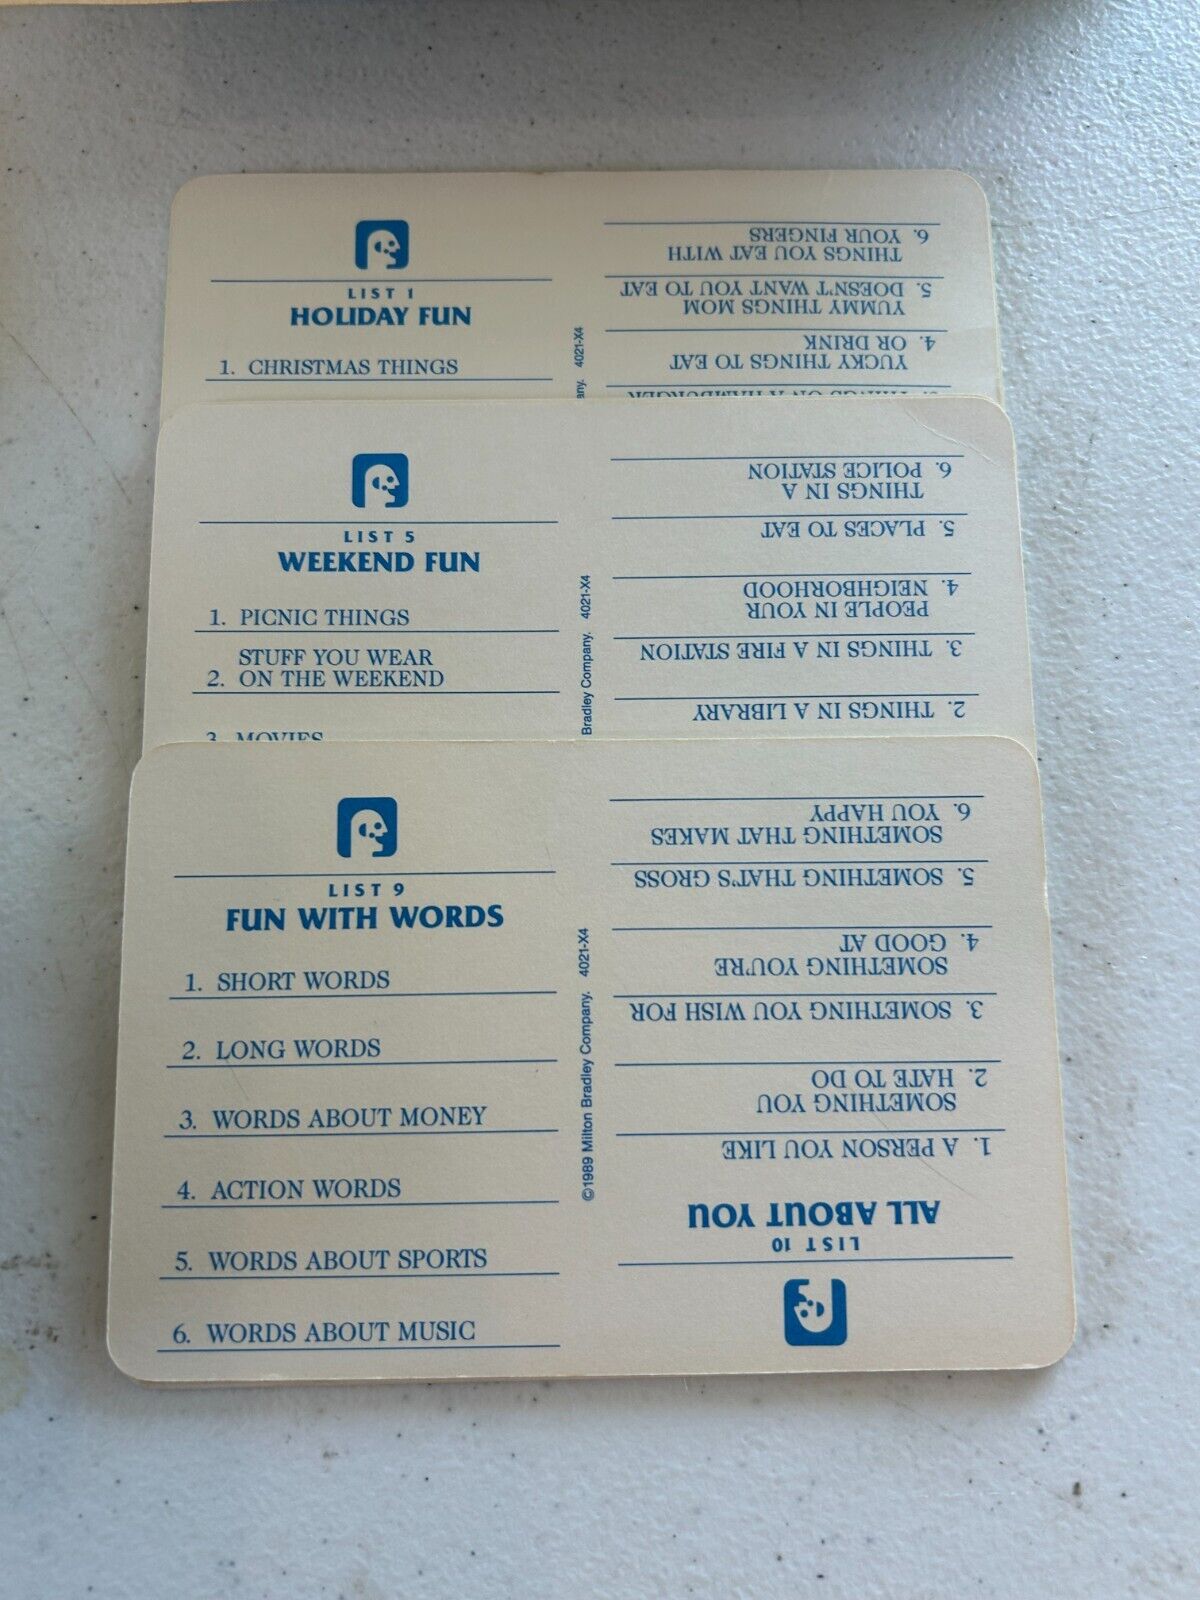 LIST 1
HOLIDAY FUN
1. CHRISTMAS THINGS
any. 4021-X4
THINGS ON A HAMBURGER
YUCKY THINGS TO EAT
4. OR DRINK
YUMMY THINGS MOM
5. DOESN'T WANT YOU TO EAT
THINGS YOU EAT WITH
6. YOUR FINGERS
LIST 5
WEEKEND FUN
1. PICNIC THINGS
STUFF YOU WEAR
2. ON THE WEEKEND
3. MOVIES
Bradley Company. 4021-X4
2. THINGS IN A LIBRARY
3. THINGS IN A FIRE STATION
PEOPLE IN YOUR
4. NEIGHBORHOOD
5. PLACES TO EAT
THINGS IN A
6. POLICE STATION
LIST 9
FUN WITH WORDS
1. SHORT WORDS
2. LONG WORDS
3. WORDS ABOUT MONEY
4. ACTION WORDS
5. WORDS ABOUT SPORTS
6. WORDS ABOUT MUSIC
©1989 Milton Bradley Company. 4021-X4
LIST 10
ALL ABOUT YOU
1. A PERSON YOU LIKE
SOMETHING YOU
2. HATE TO DO
3. SOMETHING YOU WISH FOR
SOMETHING YOU'RE
4. GOOD AT
5. SOMETHING THAT'S GROSS
SOMETHING THAT MAKES
6. YOU HAPPY